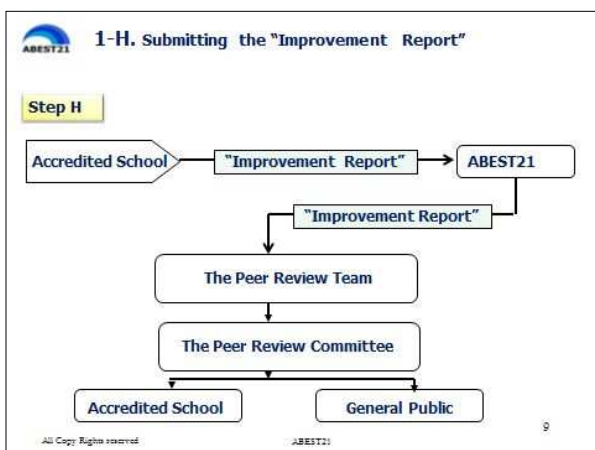 ABEST21
1-H. Submitting the "Improvement Report"
Step H
Accredited School
"Improvement Report"
ABEST21
"Improvement Report"
The Peer Review Team
The Peer Review Committee
Accredited School
General Public
9
All Copy Rights reserved
ABEST21